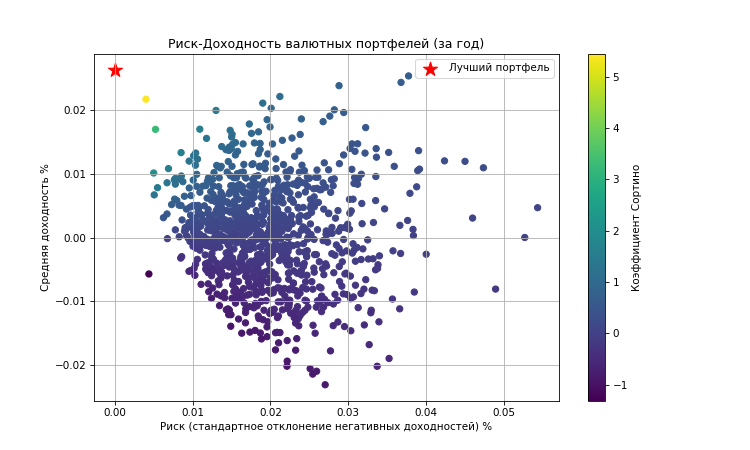 Риск-Доходность валютных портфелей (за год)
Лучший портфель
Средняя доходность %
0.02
0.01
0.00
−0.01
−0.02
0.00 0.01 0.02 0.03 0.04 0.05
Риск (стандартное отклонение негативных доходностей) %
5
4
3
2
1
0
−1
Коэффициент Сортино